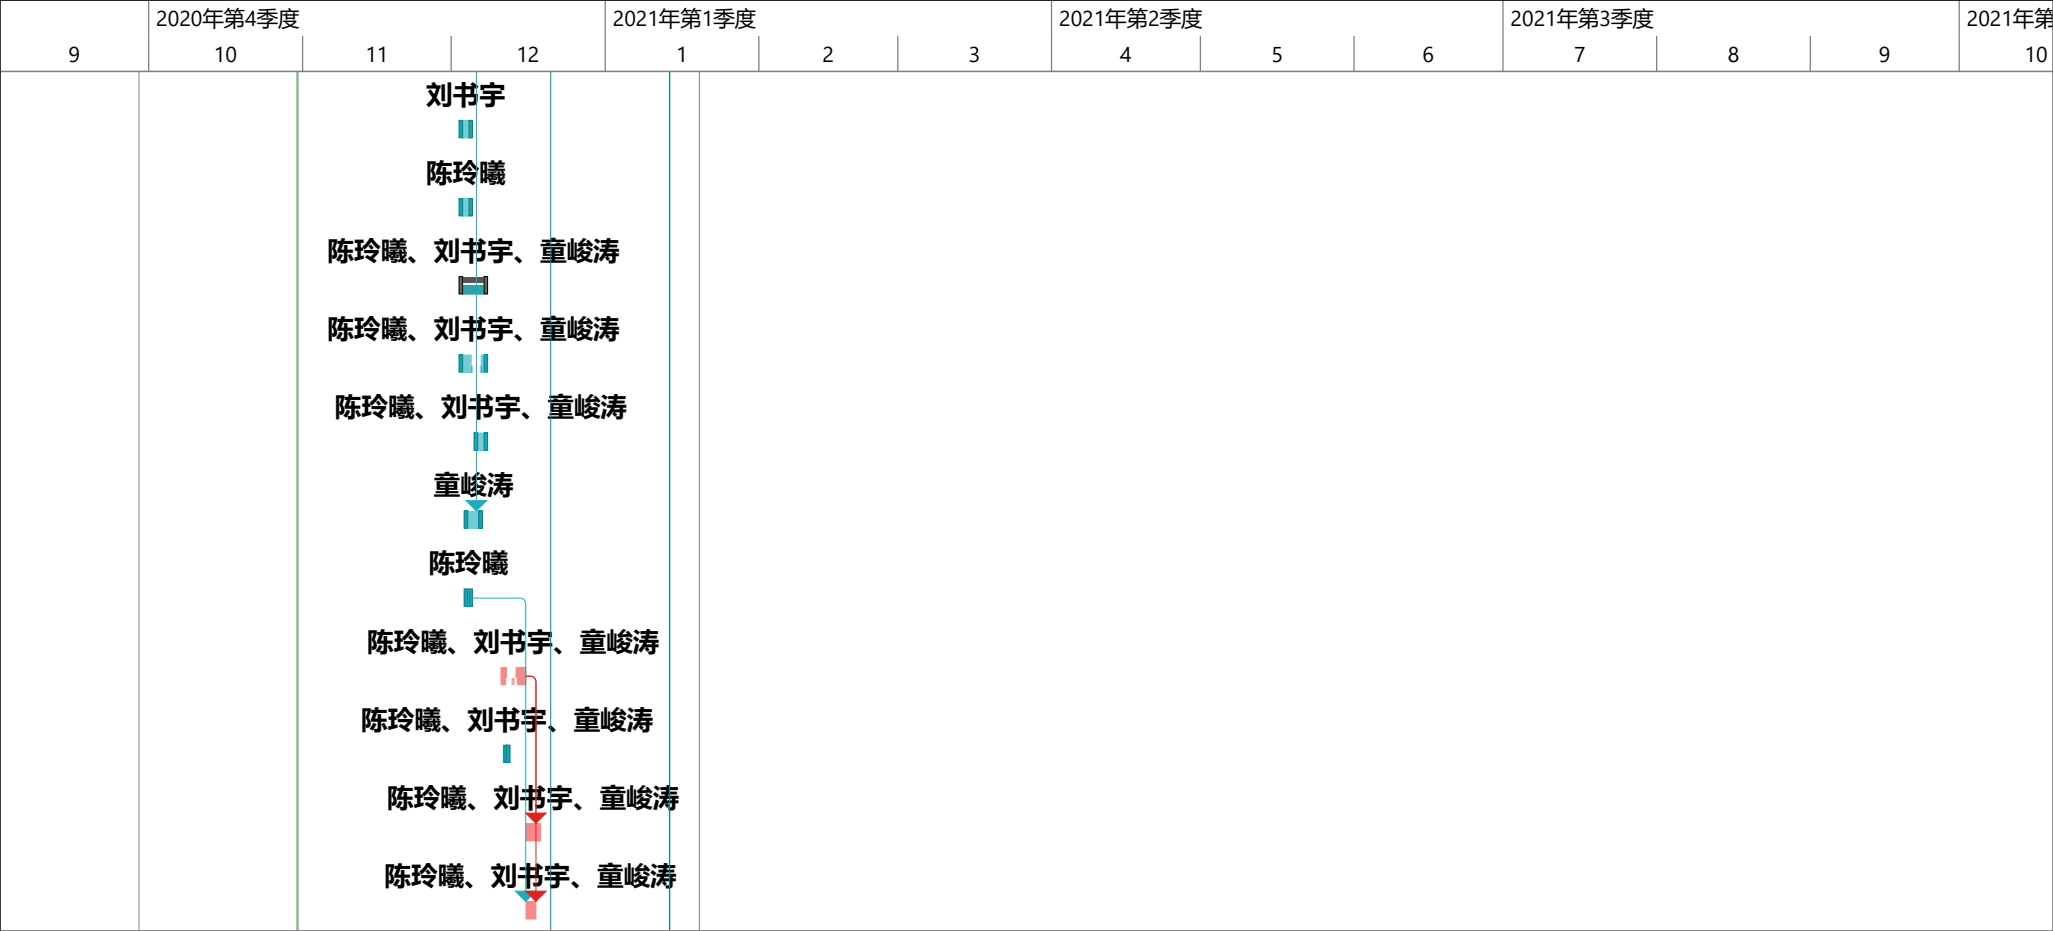 2020年第4季度 2021年第1季度 2021年第2季度 2021年第3季度 2021年第
9 10 11 12 1 2 3 4 5 6 7 8 9 10
刘书宇
陈玲曦
陈玲曦、刘书宇、童峻涛
陈玲曦、刘书宇、童峻涛
陈玲曦、刘书宇、童峻涛
童峻涛
陈玲曦
陈玲曦、刘书宇、童峻涛
陈玲曦、刘书宇、童峻涛
陈玲曦、刘书宇、童峻涛
陈玲曦、刘书宇、童峻涛